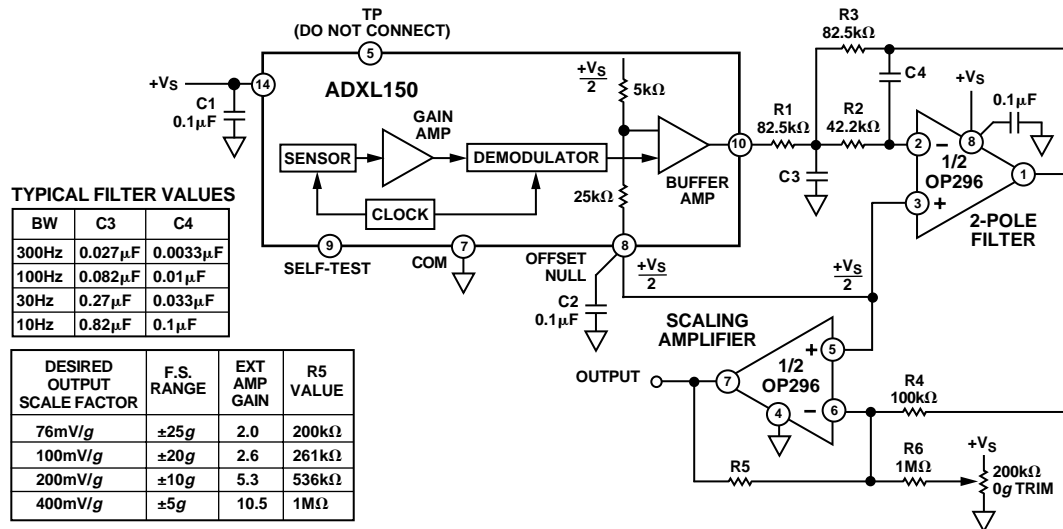 TP
(DO NOT CONNECT)
5
+VS
14
C1
0.1µF
ADXL150
+VS
2
5kΩ
GAIN
AMP
SENSOR
DEMODULATOR
CLOCK
25kΩ
BUFFER
AMP
10
9
SELF-TEST
7
COM
8
OFFSET
NULL
+VS
2
C2
0.1µF
R1
82.5kΩ
R3
82.5kΩ
C4
R2
42.2kΩ
C3
+VS
0.1µF
2
–
8
1/2
OP296
1
3
+
2-POLE
FILTER
+VS
2
TYPICAL FILTER VALUES
BW C3 C4
300Hz 0.027µF 0.0033µF
100Hz 0.082µF 0.01µF
30Hz 0.27µF 0.033µF
10Hz 0.82µF 0.1µF
DESIRED OUTPUT SCALE FACTOR F.S. RANGE EXT AMP GAIN R5 VALUE
76mV/g ±25g 2.0 200kΩ
100mV/g ±20g 2.6 261kΩ
200mV/g ±10g 5.3 536kΩ
400mV/g ±5g 10.5 1MΩ
SCALING
AMPLIFIER
OUTPUT
7
+
5
1/2
OP296
4
–
6
R4
100kΩ
R5
R6
1MΩ
+VS
200kΩ
0g TRIM